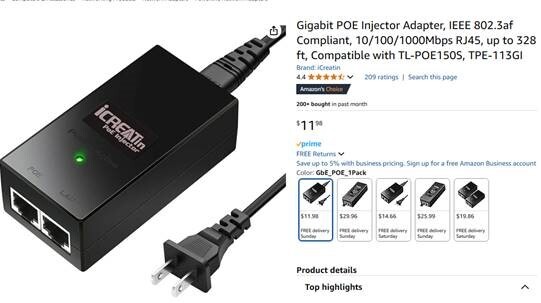 Gigabit POE Injector Adapter, IEEE 802.3af
Compliant, 10/100/1000Mbps RJ45, up to 328
ft, Compatible with TL-POE150S, TPE-113GI
Brand: iCreatin
4.4 209 ratings | Search this page
Amazon's Choice
200+ bought in past month
$11.98
prime
FREE Returns
Save up to 5% with business pricing. Sign up for a free Amazon Business account
Color: GbE_POE_1Pack
$11.98 $29.96 $14.66 $25.99 $19.86
FREE delivery FREE delivery FREE delivery FREE delivery FREE delivery
Sunday Sunday Saturday Sunday Saturday
Product details
Top highlights
iCREATin
PoE Injector
POE LAN